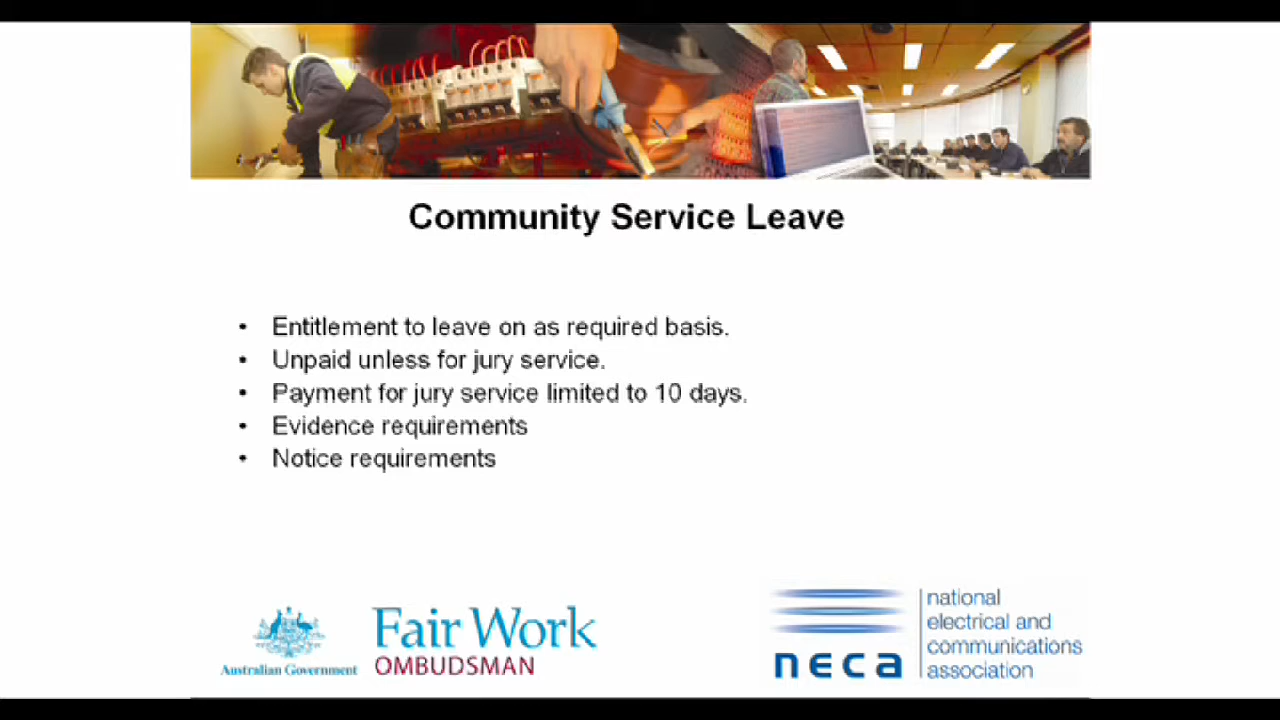 Community Service Leave
• Entitlement to leave on as required basis.
• Unpaid unless for jury service.
• Payment for jury service limited to 10 days.
• Evidence requirements
• Notice requirements
Australian Government
Fair Work
OMBUDSMAN
neca
national
electrical and
communications
association